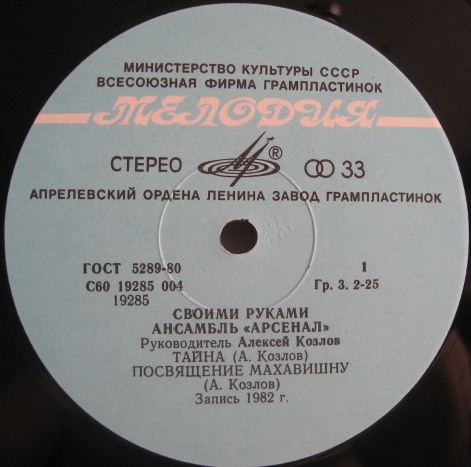 МИНИСТЕРСТВО КУЛЬТУРЫ СССР
ВСЕСОЮЗНАЯ ФИРМА ГРАМПЛАСТИНОК
МЕЛОДИЯ
СТЕРЕО ® 33
АПРЕЛЕВСКИЙ ОРДЕНА ЛЕНИНА ЗАВОД ГРАМПЛАСТИНОК
ГОСТ 5289-80 1
С60 19285 004 Гр. 3. 2-25
19285
СВОИМИ РУКАМИ
АНСАМБЛЬ «АРСЕНАЛ»
Руководитель Алексей Козлов
ТАЙНА (А. Козлов)
ПОСВЯЩЕНИЕ МАХАВИШНУ
(А. Козлов)
Запись 1982 г.